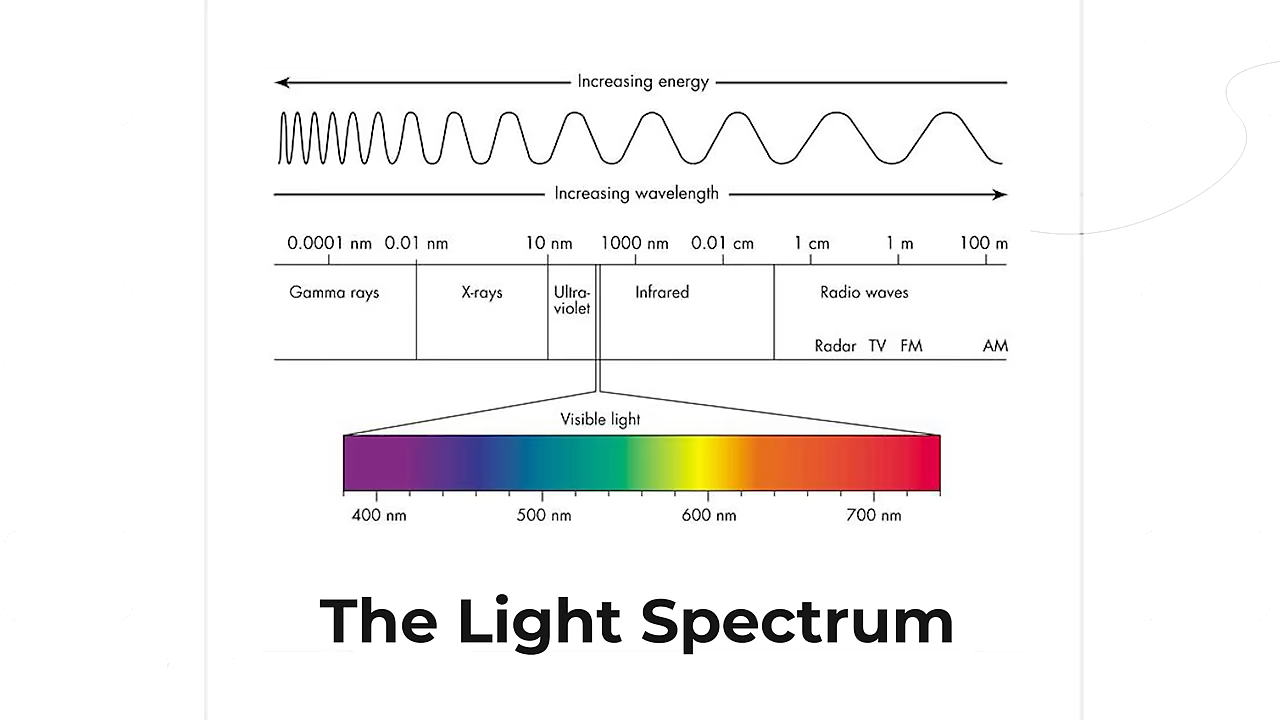 Increasing energy
Increasing wavelength
0.0001 nm 0.01 nm 10 nm 1000 nm 0.01 cm 1 cm 1 m 100 m
Gamma rays X-rays Ultra- Infrared Radio waves
violet
Radar TV FM AM
Visible light
400 nm 500 nm 600 nm 700 nm
The Light Spectrum